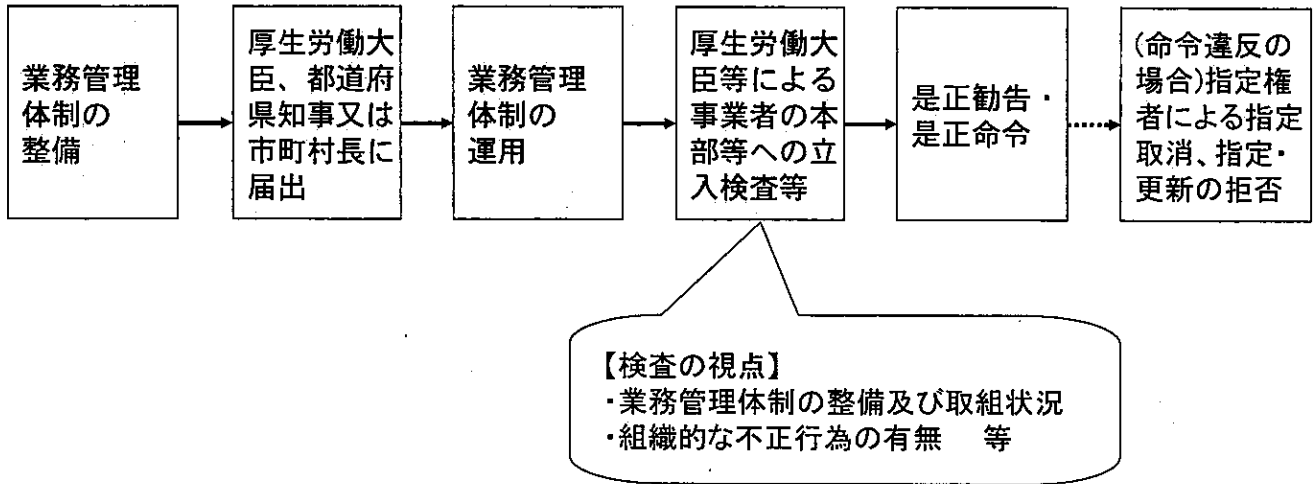 業務管理
体制の
整備
厚生労働大
臣、都道府
県知事又は
市町村長に
届出
業務管理
体制の
運用
厚生労働大
臣等による
事業者の本
部等への立
入検査等
是正勧告・
是正命令
(命令違反の
場合)指定権
者による指定
取消、指定・
更新の拒否
【検査の視点】
・業務管理体制の整備及び取組状況
・組織的な不正行為の有無　等